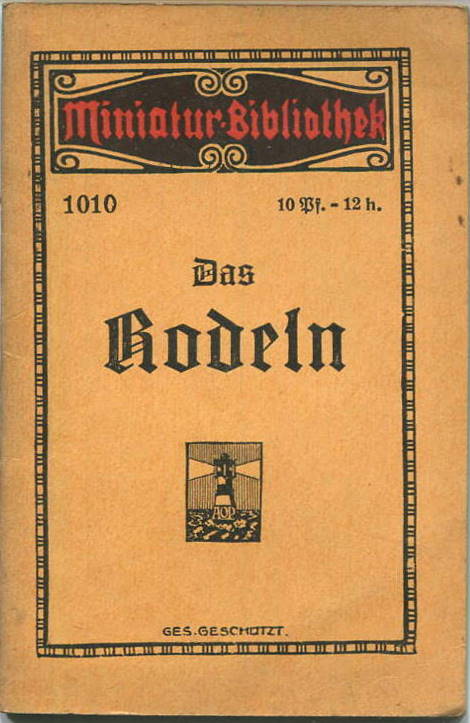 Miniatur-Bibliothek
1010 10 Pf. - 12 h.
Das
Rodeln
AOP
GES. GESCHÜTZT.